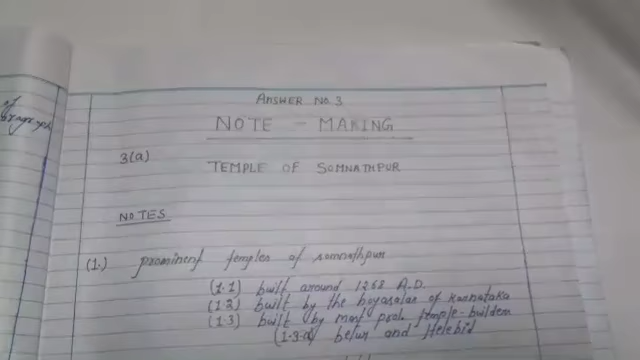 ANSWER NO. 3
NOTE - MAKING
3(a)
TEMPLE OF SOMNATHPUR
NOTES
(1.) prominent temples of somnathpur
(1.1) built around 1268 A.D.
(1.2) built by the hoyasalas of karnataka
(1.3) built by most temple-builders
(1.3.a) belur and Helebid